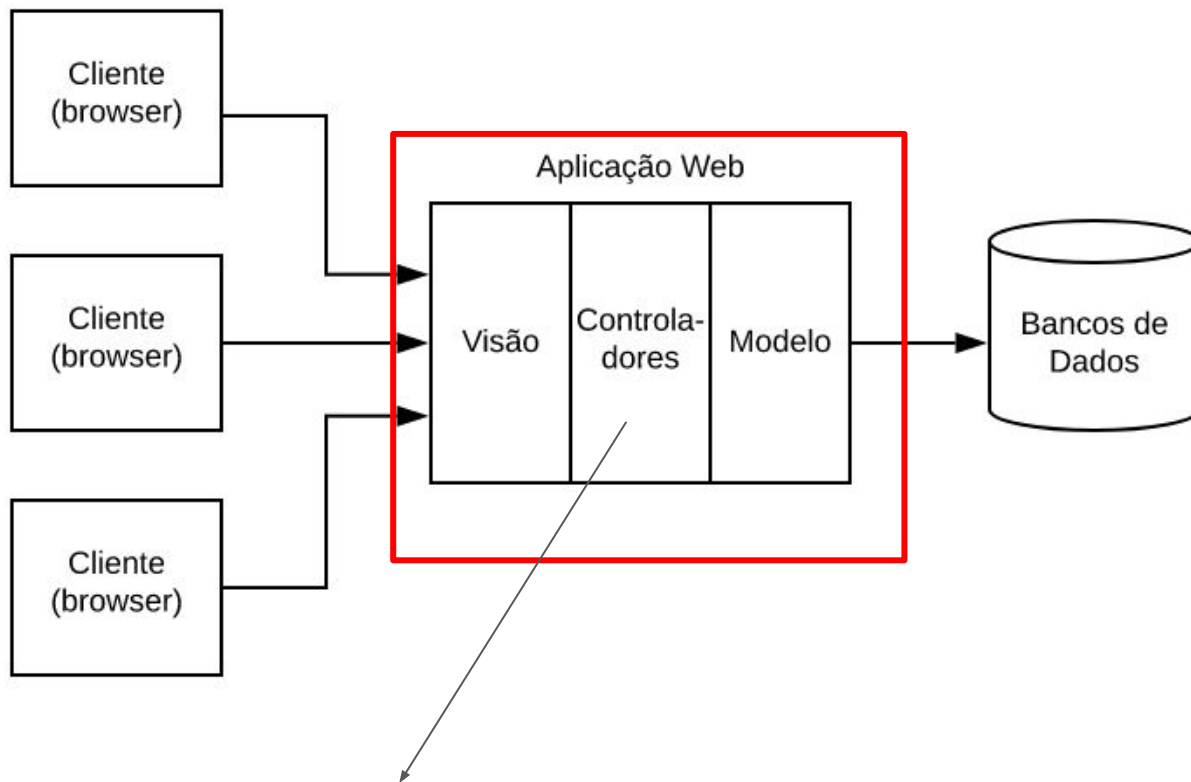 Cliente
(browser)
Aplicação Web
Cliente
(browser)
Visão
Controla-
dores
Modelo
Bancos de
Dados
Cliente
(browser)